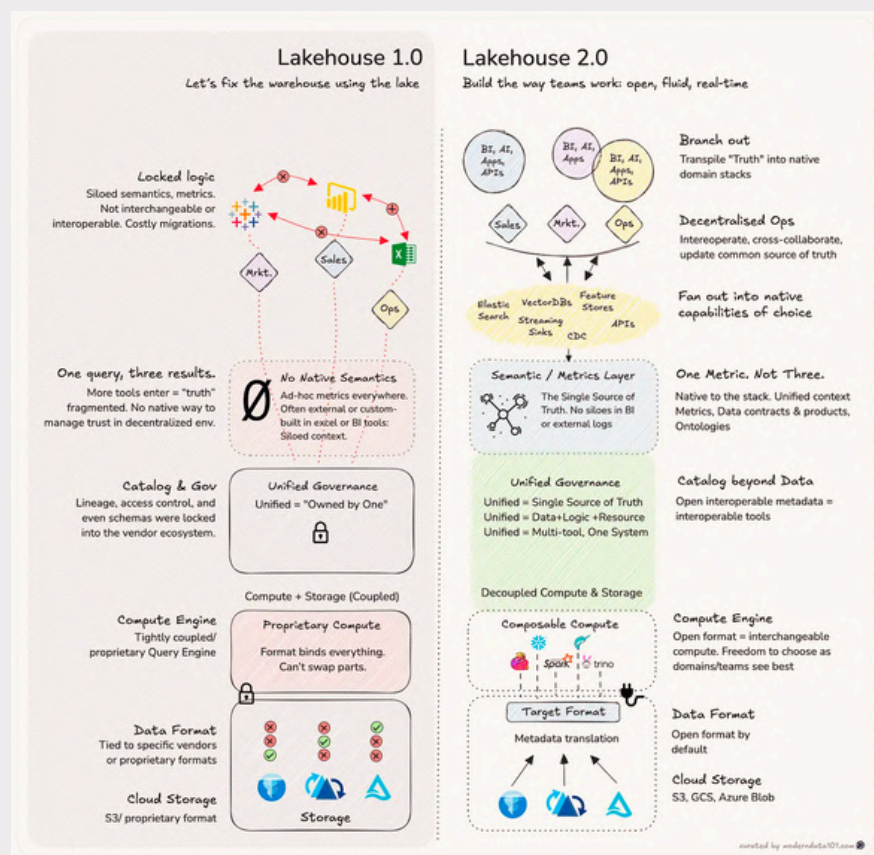 Lakehouse 1.0
Let's fix the warehouse using the lake
Locked logic
Siloed semantics, metrics.
Not interchangeable or
interoperable. Costly migrations.
Mrkt.
Sales
Ops
One query, three results.
More tools enter = "truth"
fragmented. No native way to
manage trust in decentralized env.
No Native Semantics
Ad-hoc metrics everywhere.
Often external or custom-
built in excel or BI tools:
Siloed context.
Catalog & Gov
Lineage, access control, and
even schemas were locked
into the vendor ecosystem.
Unified Governance
Unified = "Owned by One"
Compute + Storage (Coupled)
Compute Engine
Tightly coupled/
proprietary Query Engine
Proprietary Compute
Format binds everything.
Can't swap parts.
Data Format
Tied to specific vendors
or proprietary formats
Cloud Storage
S3/ proprietary format
Storage
Lakehouse 2.0
Build the way teams work: open, fluid, real-time
BI, AI,
Apps,
APIs
BI, AI,
Apps
BI, AI,
Apps,
APIs
Branch out
Transpile "Truth" into native
domain stacks
Sales
Mrkt.
Ops
Decentralised Ops
Intereoperate, cross-collaborate,
update common source of truth
Elastic
Search
VectorDBs
Feature
Stores
Streaming
Sinks
CDC
APIs
Fan out into native
capabilities of choice
Semantic / Metrics Layer
The Single Source of
Truth. No siloes in BI
or external logs
One Metric. Not Three.
Native to the stack. Unified context
Metrics, Data contracts & products,
Ontologies
Unified Governance
Unified = Single Source of Truth
Unified = Data+Logic +Resource
Unified = Multi-tool, One System
Catalog beyond Data
Open interoperable metadata =
interoperable tools
Decoupled Compute & Storage
Composable Compute
Spark
trino
Compute Engine
Open format = interchangeable
compute. Freedom to choose as
domains/teams see best
Target Format
Metadata translation
Data Format
Open format by
default
Cloud Storage
S3, GCS, Azure Blob
curated by moderndata101.com